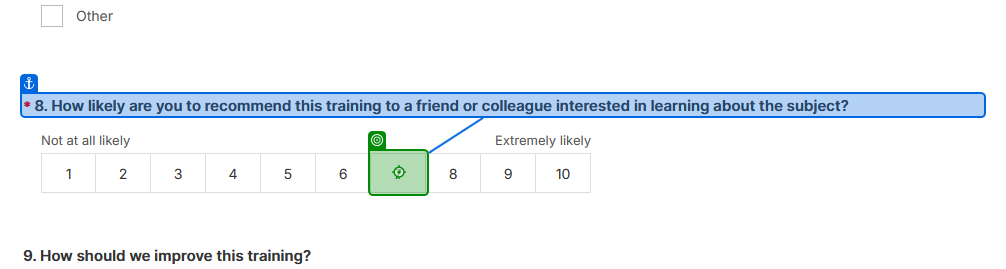 Other
* 8. How likely are you to recommend this training to a friend or colleague interested in learning about the subject?
Not at all likely Extremely likely
1 2 3 4 5 6 8 9 10
9. How should we improve this training?